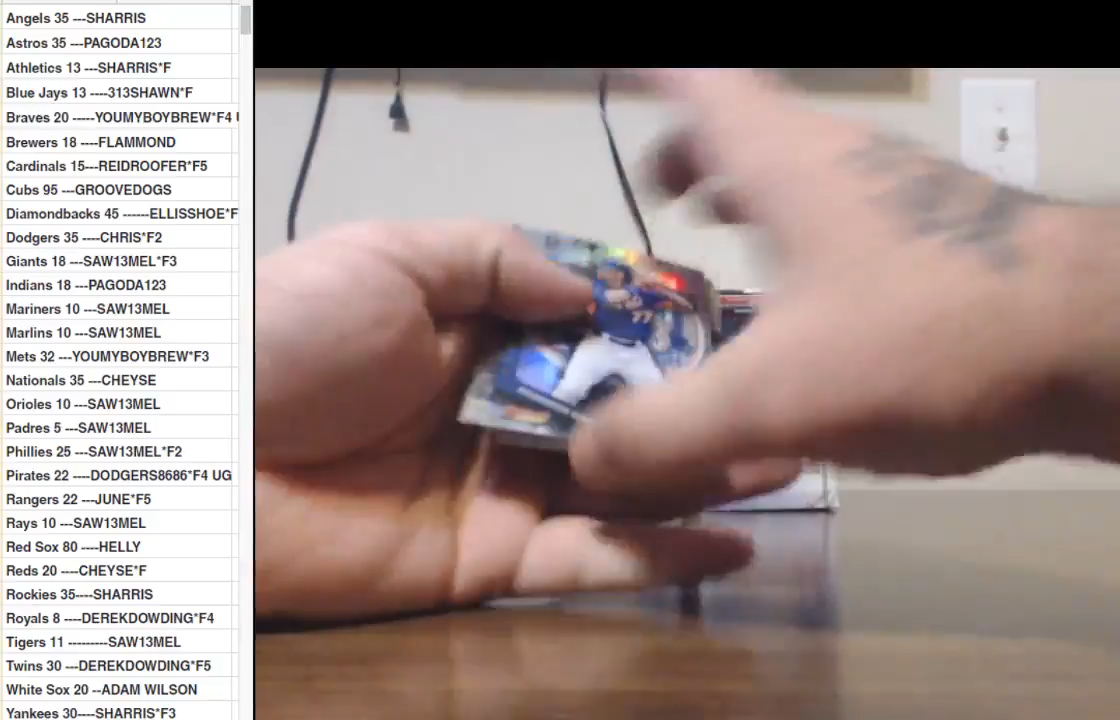 Angels 35 ---SHARRIS
Astros 35 ---PAGODA123
Athletics 13 ---SHARRIS*F
Blue Jays 13 ----313SHAWN*F
Braves 20 -----YOUMYBOYBREW*F4 U
Brewers 18 ----FLAMMOND
Cardinals 15---REIDROOFER*F5
Cubs 95 ---GROOVEDOGS
Diamondbacks 45 ------ELLISSHOE*F
Dodgers 35 ----CHRIS*F2
Giants 18 ---SAW13MEL*F3
Indians 18 ---PAGODA123
Mariners 10 ----SAW13MEL
Marlins 10 ---SAW13MEL
Mets 32 ---YOUMYBOYBREW*F3
Nationals 35 ---CHEYSE
Orioles 10 ----SAW13MEL
Padres 5 ---SAW13MEL
Phillies 25 ----SAW13MEL*F2
Pirates 22 ----DODGERS8686*F4 UG
Rangers 22 ---JUNE*F5
Rays 10 ---SAW13MEL
Red Sox 80 ----HELLY
Reds 20 ----CHEYSE*F
Rockies 35----SHARRIS
Royals 8 ----DEREKDOWDING*F4
Tigers 11 ---------SAW13MEL
Twins 30 ---DEREKDOWDING*F5
White Sox 20 --ADAM WILSON
Yankees 30----SHARRIS*F3
77